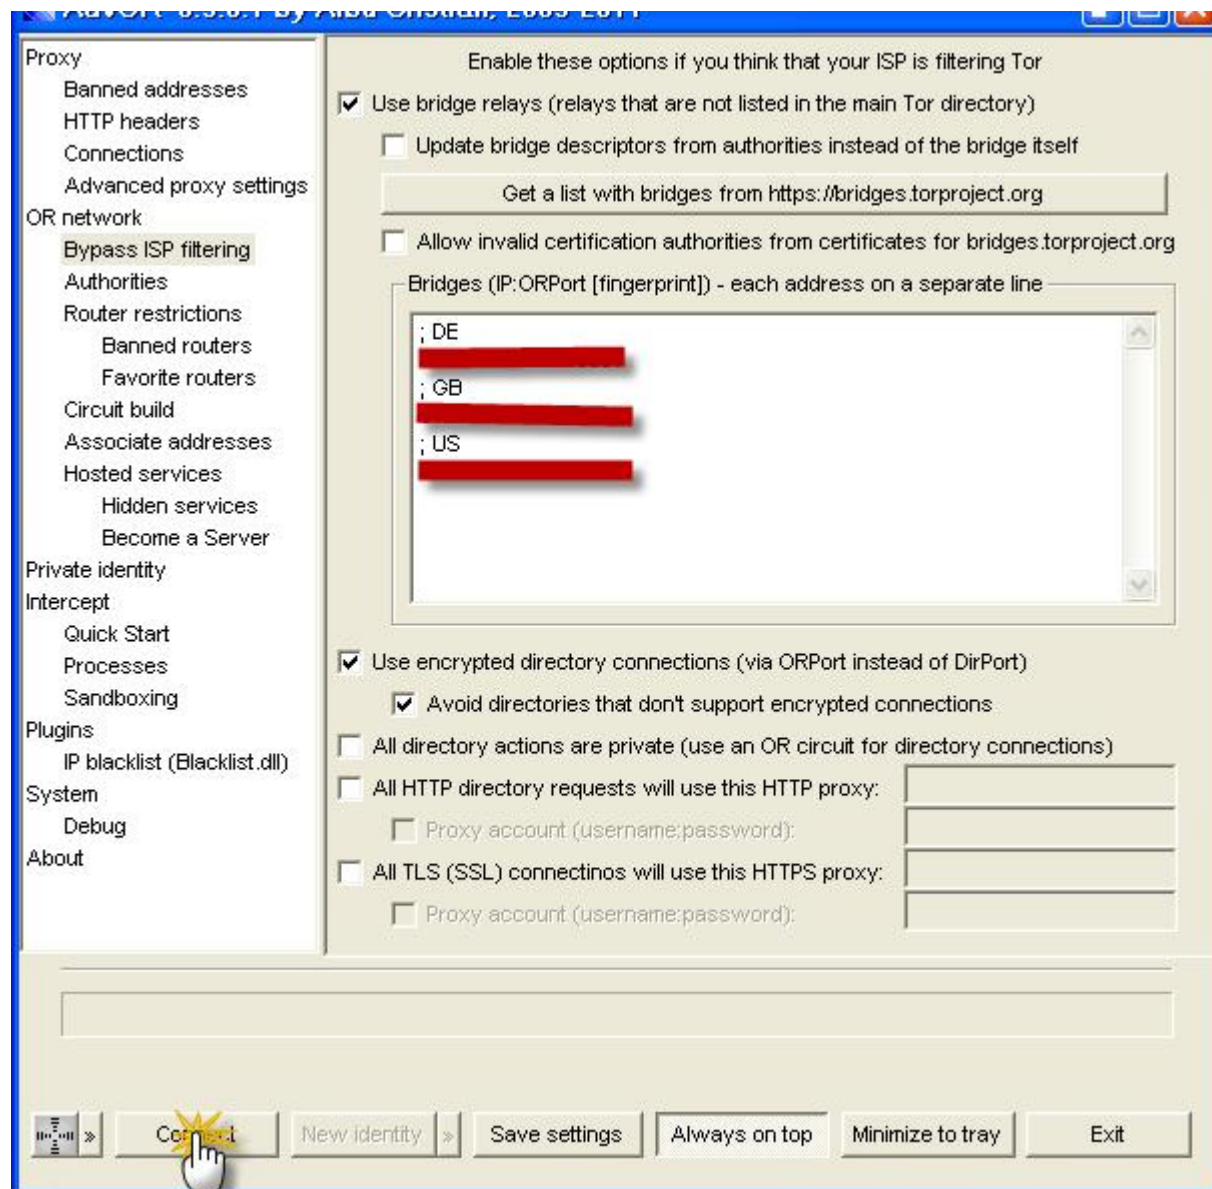 AdvOR by Albu Cristian, 2009-2011
Proxy
Banned addresses
HTTP headers
Connections
Advanced proxy settings
OR network
Bypass ISP filtering
Authorities
Router restrictions
Banned routers
Favorite routers
Circuit build
Associate addresses
Hosted services
Hidden services
Become a Server
Private identity
Intercept
Quick Start
Processes
Sandboxing
Plugins
IP blacklist (Blacklist.dll)
System
Debug
About
Enable these options if you think that your ISP is filtering Tor
Use bridge relays (relays that are not listed in the main Tor directory)
Update bridge descriptors from authorities instead of the bridge itself
Get a list with bridges from https://bridges.torproject.org
Allow invalid certification authorities from certificates for bridges.torproject.org
Bridges (IP:ORPort [fingerprint]) - each address on a separate line
; DE
; GB
; US
Use encrypted directory connections (via ORPort instead of DirPort)
Avoid directories that don't support encrypted connections
All directory actions are private (use an OR circuit for directory connections)
All HTTP directory requests will use this HTTP proxy:
Proxy account (username:password):
All TLS (SSL) connectinos will use this HTTPS proxy:
Proxy account (username:password):
» Connect New identity » Save settings Always on top Minimize to tray Exit